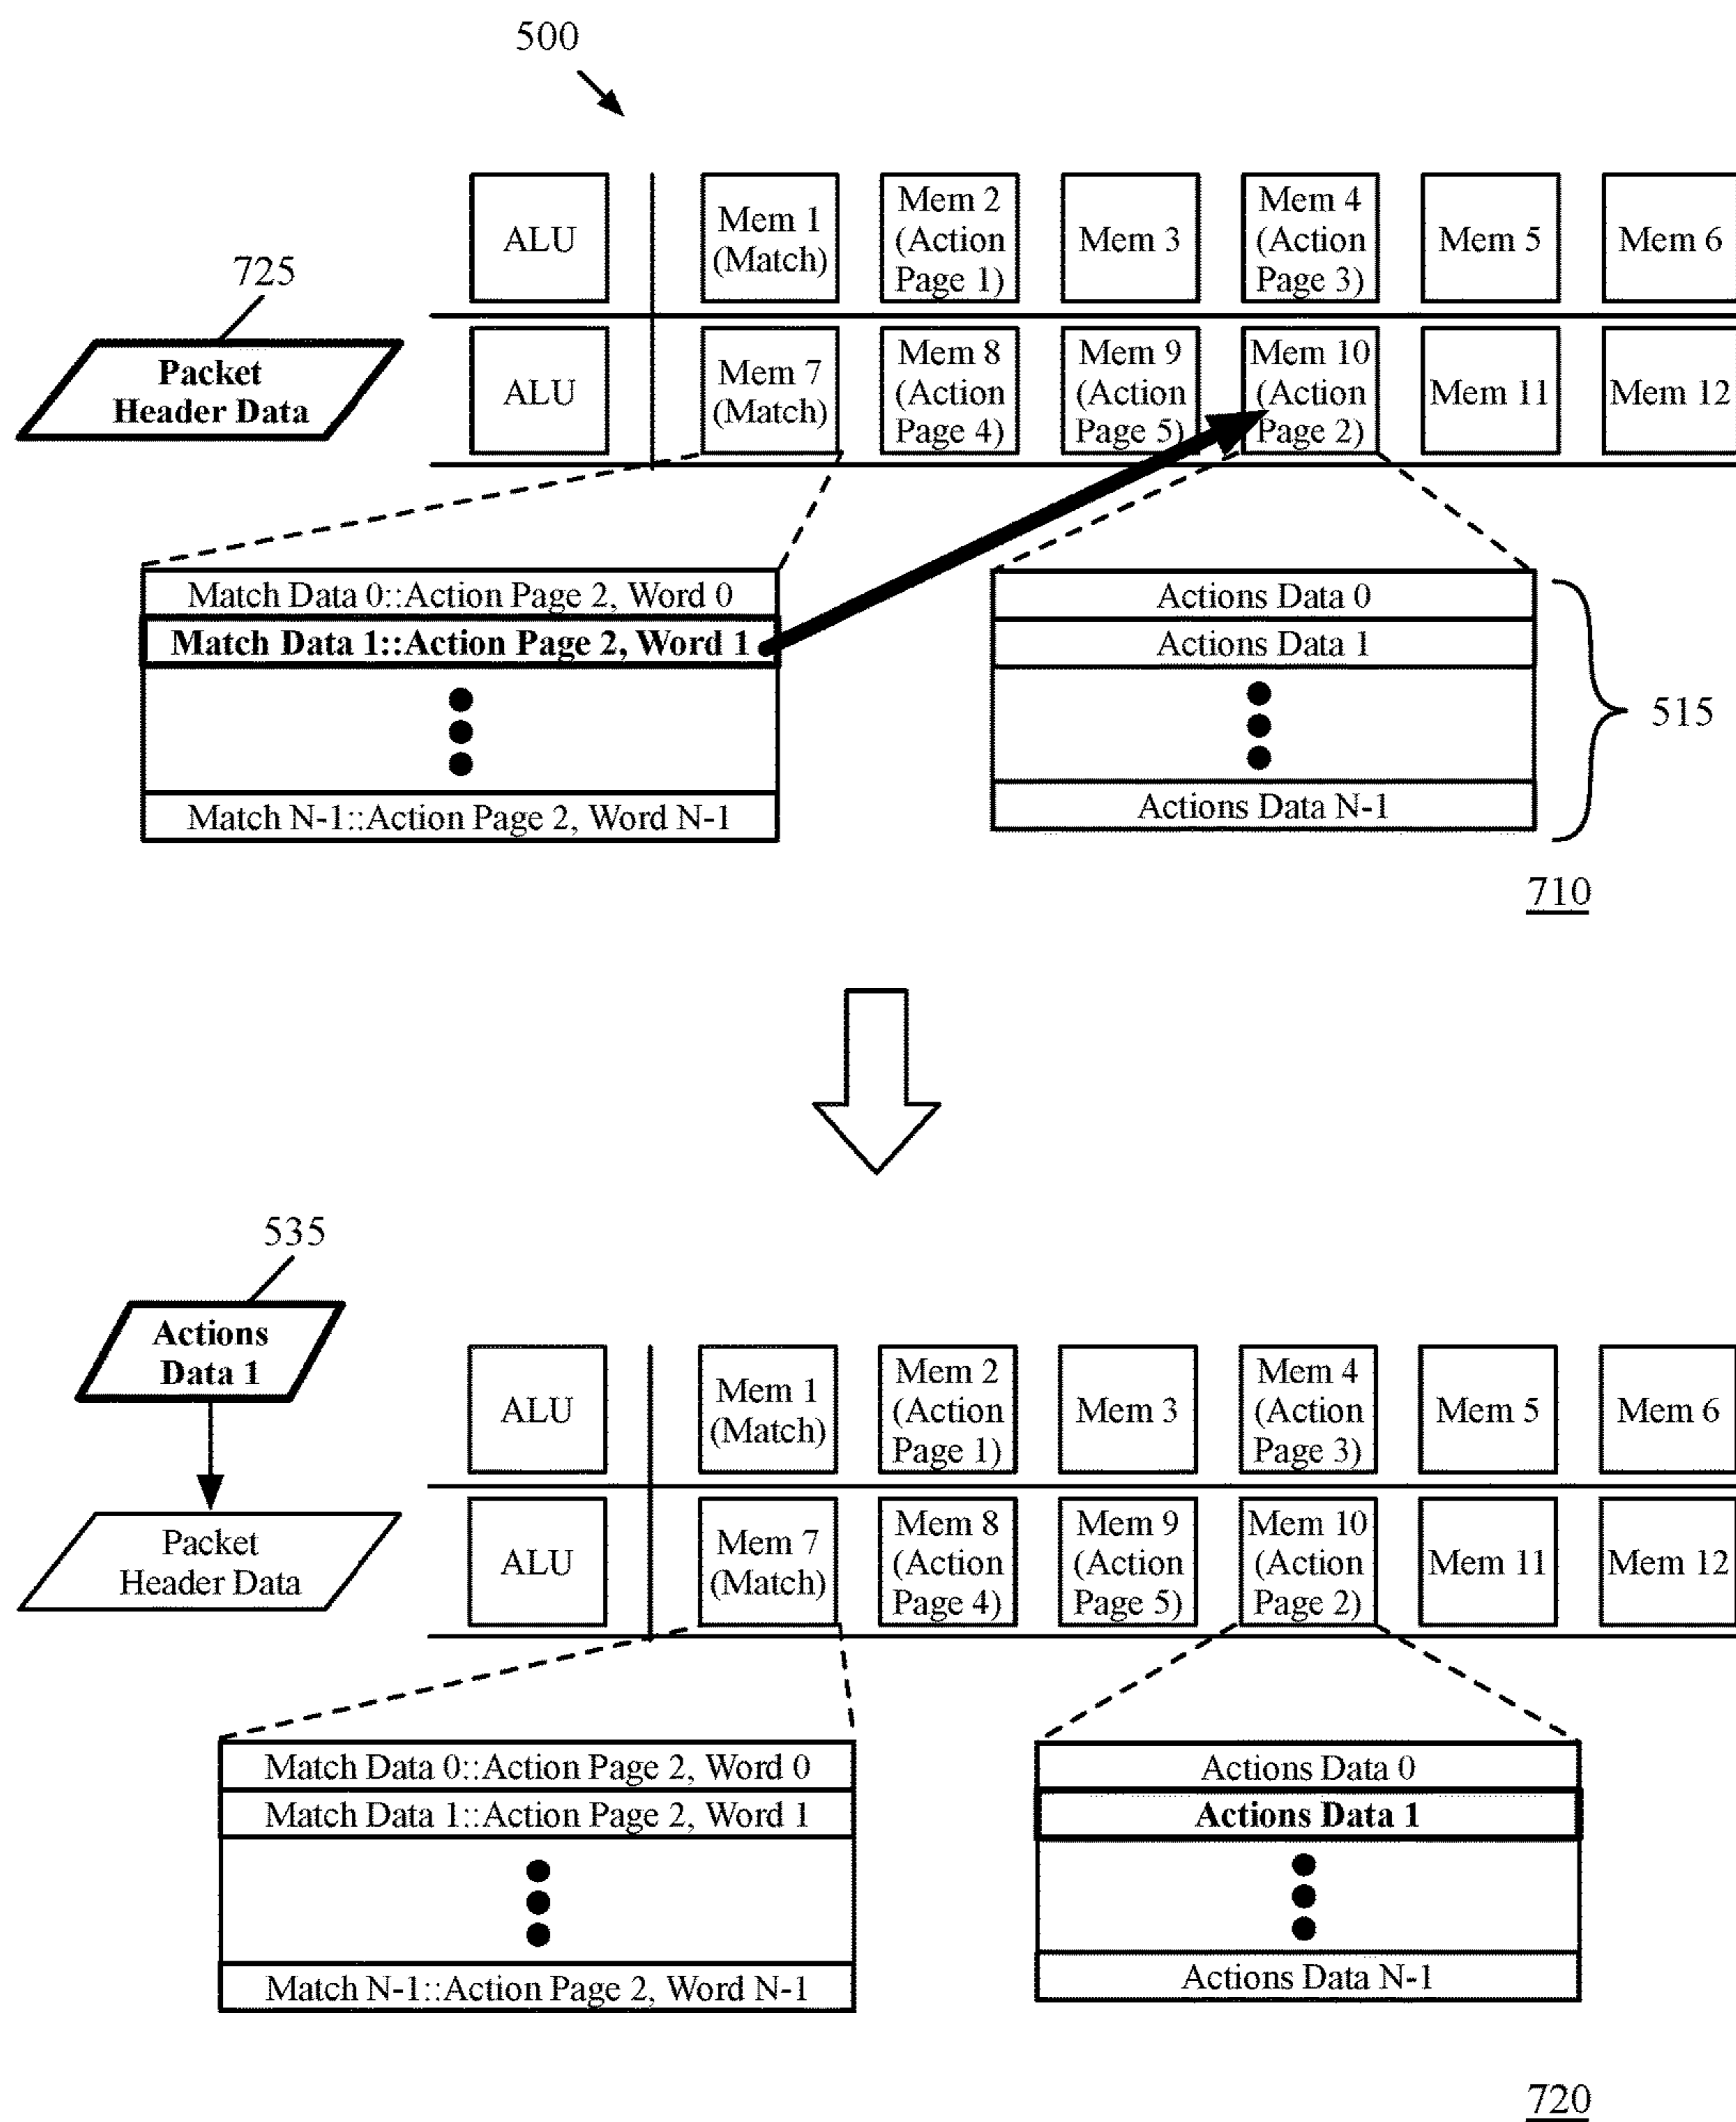 500
ALU
Mem 1
(Match)
Mem 2
(Action
Page 1)
Mem 3
Mem 4
(Action
Page 3)
Mem 5
Mem 6
725
Packet
Header Data
ALU
Mem 7
(Match)
Mem 8
(Action
Page 4)
Mem 9
(Action
Page 5)
Mem 10
(Action
Page 2)
Mem 11
Mem 12
Match Data 0::Action Page 2, Word 0
Match Data 1::Action Page 2, Word 1
Match N-1::Action Page 2, Word N-1
Actions Data 0
Actions Data 1
Actions Data N-1
515
710
535
Actions
Data 1
ALU
Mem 1
(Match)
Mem 2
(Action
Page 1)
Mem 3
Mem 4
(Action
Page 3)
Mem 5
Mem 6
Packet
Header Data
ALU
Mem 7
(Match)
Mem 8
(Action
Page 4)
Mem 9
(Action
Page 5)
Mem 10
(Action
Page 2)
Mem 11
Mem 12
Match Data 0::Action Page 2, Word 0
Match Data 1::Action Page 2, Word 1
Match N-1::Action Page 2, Word N-1
Actions Data 0
Actions Data 1
Actions Data N-1
720